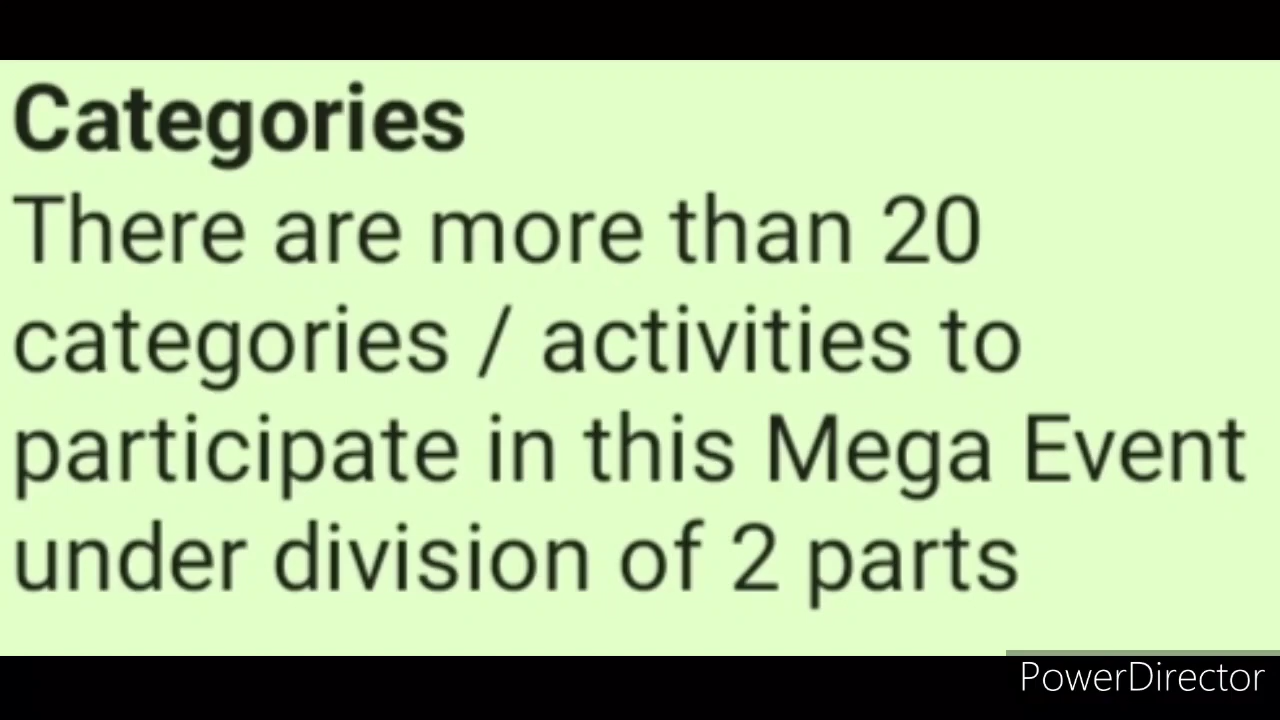 Categories
There are more than 20
categories / activities to
participate in this Mega Event
under division of 2 parts
PowerDirector